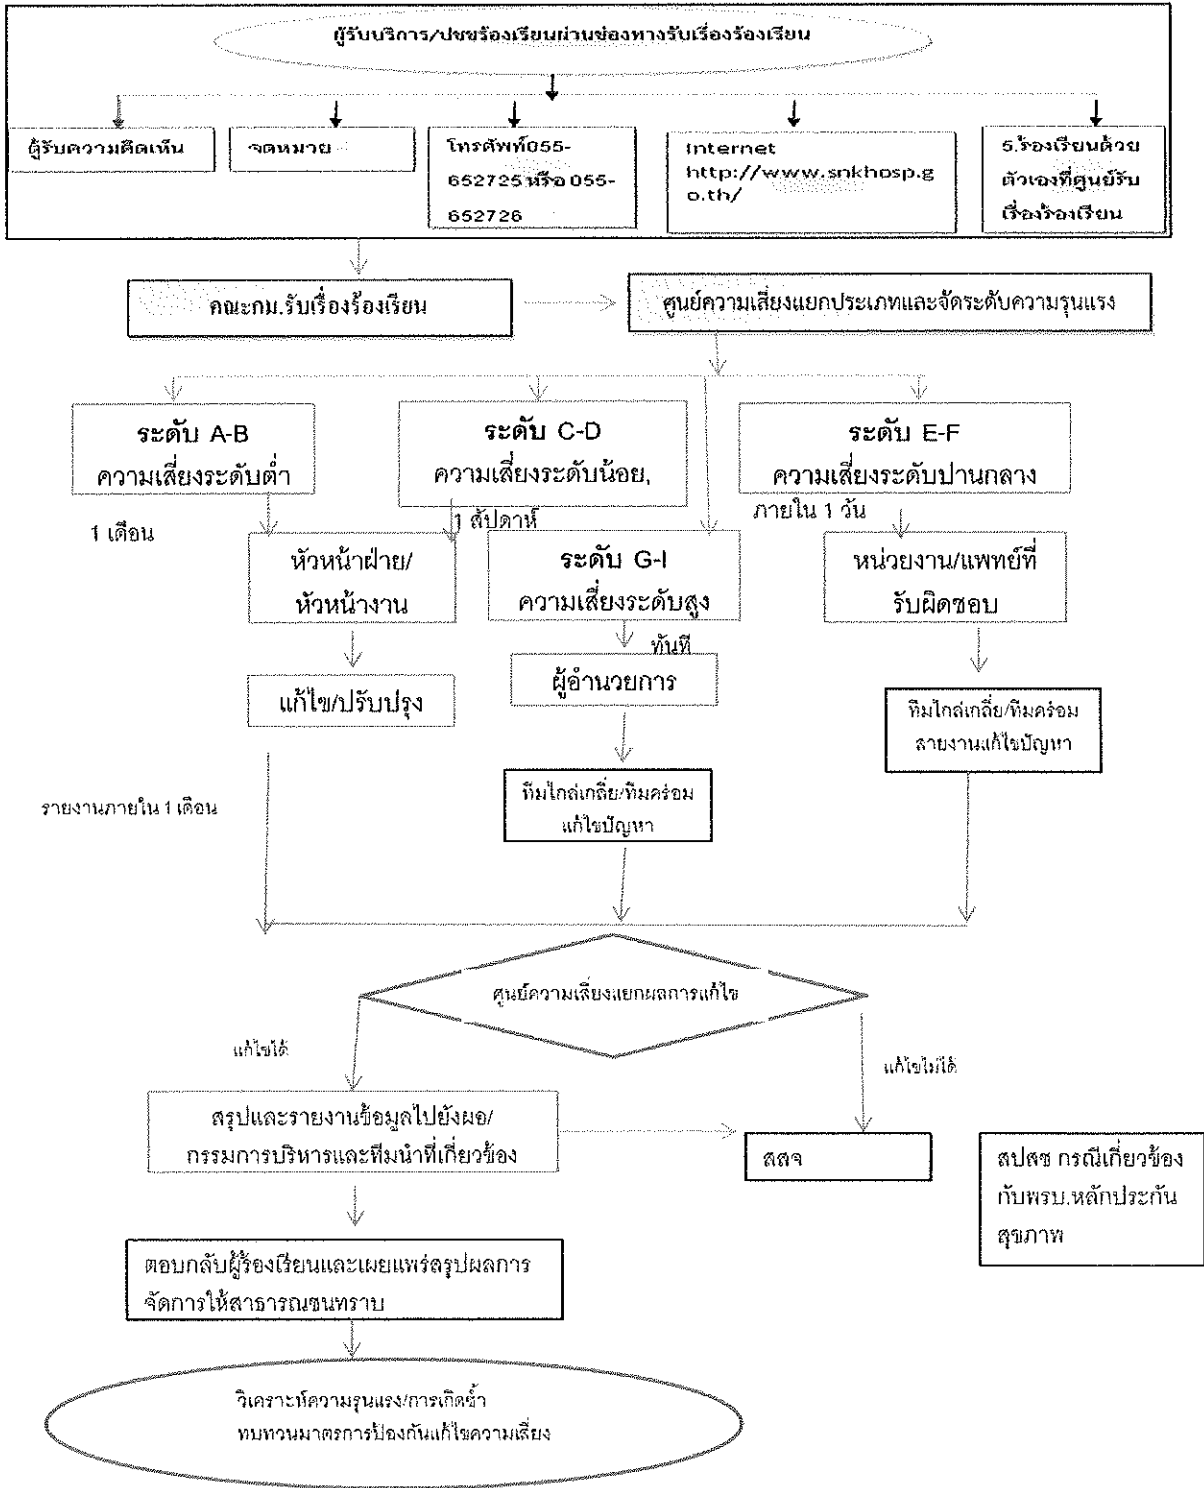 ผู้รับบริการ/ปชชร้องเรียนผ่านช่องทางรับเรื่องร้องเรียน
ตู้รับความคิดเห็น
จดหมาย
โทรศัพท์055-
652725 หรือ 055-
652726
Internet
http://www.snkhosp.g
o.th/
5.ร้องเรียนด้วย
ตัวเองที่ศูนย์รับ
เรื่องร้องเรียน
คณะกม.รับเรื่องร้องเรียน
ศูนย์ความเสี่ยงแยกประเภทและจัดระดับความรุนแรง
ระดับ A-B
ความเสี่ยงระดับต่ำ
ระดับ C-D
ความเสี่ยงระดับน้อย,
ระดับ E-F
ความเสี่ยงระดับปานกลาง
1 เดือน
1 สัปดาห์
ภายใน 1 วัน
หัวหน้าฝ่าย/
หัวหน้างาน
ระดับ G-I
ความเสี่ยงระดับสูง
หน่วยงาน/แพทย์ที่
รับผิดชอบ
ทันที
แก้ไข/ปรับปรุง
ผู้อำนวยการ
ทีมไกล่เกลี่ย/ทีมคร่อม
สายงานแก้ไขปัญหา
ทีมไกล่เกลี่ย/ทีมคร่อม
แก้ไขปัญหา
รายงานภายใน 1 เดือน
ศูนย์ความเสี่ยงแยกผลการแก้ไข
แก้ไขได้
แก้ไขไม่ได้
สรุปและรายงานข้อมูลไปยังผอ/
กรรมการบริหารและทีมนำที่เกี่ยวข้อง
สสจ
สปสช กรณีเกี่ยวข้อง
กับพรบ.หลักประกัน
สุขภาพ
ตอบกลับผู้ร้องเรียนและเผยแพร่สรุปผลการ
จัดการให้สาธารณชนทราบ
วิเคราะห์ความรุนแรง/การเกิดซ้ำ
ทบทวนมาตรการป้องกันแก้ไขความเสี่ยง